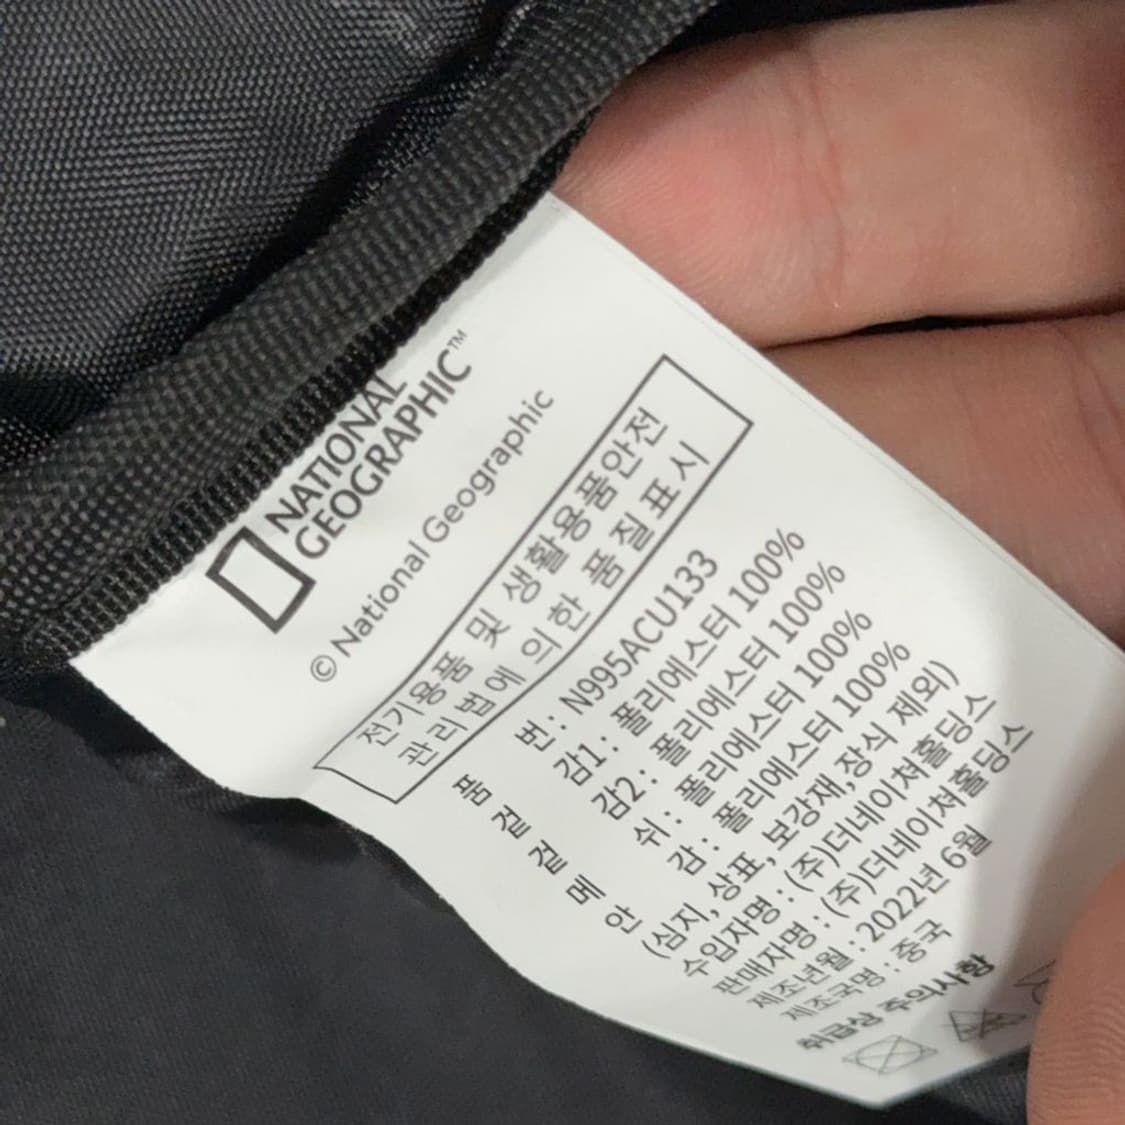 NATIONAL
GEOGRAPHIC™
© National Geographic
전기용품 및 생활용품안전
관리법에 의한 품질표시
품 번 : N995ACU133
겉 감1 : 폴리에스터 100%
겉 감2 : 폴리에스터 100%
메 쉬 : 폴리에스터 100%
안 감 : 폴리에스터 100%
(심지, 상표, 보강재,장식 제외)
수입자명 : (주)더네이쳐홀딩스
판매자명 : (주)더네이쳐홀딩스
제조년월 : 2022년 6월
제조국명 : 중국
취급상 주의사항